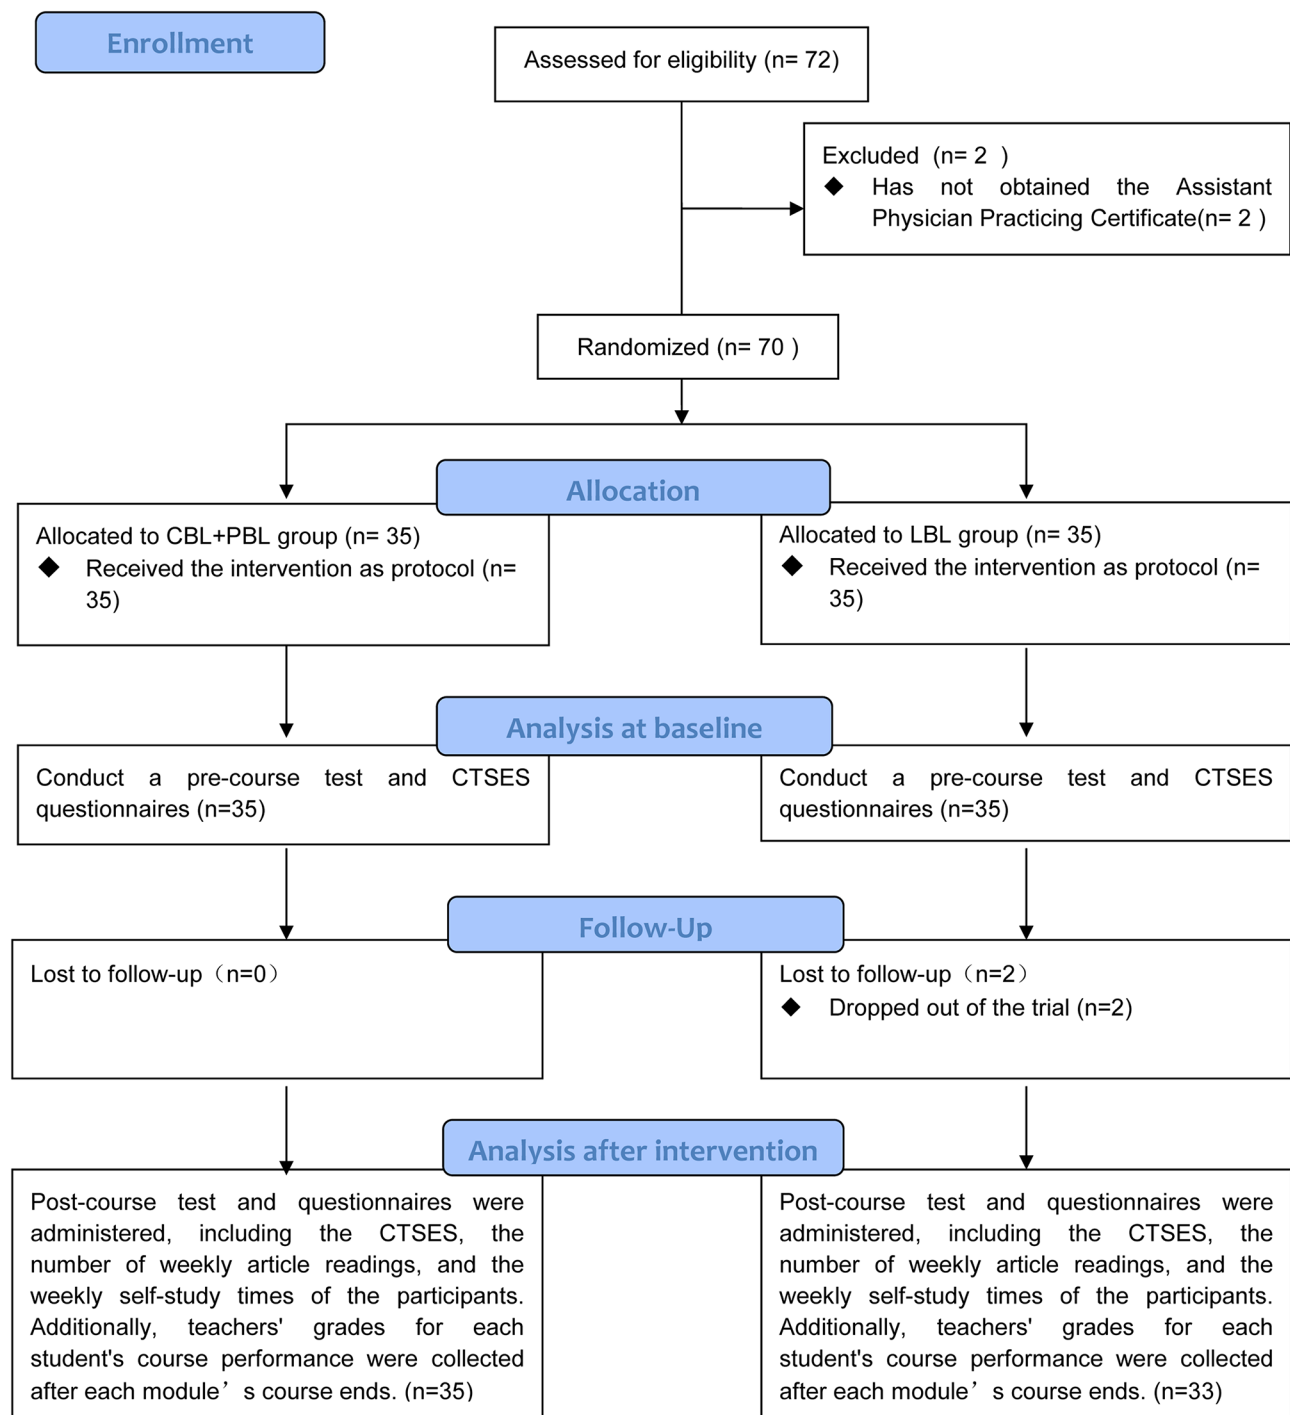 Enrollment
Assessed for eligibility (n= 72)
Excluded (n= 2 )
◆ Has not obtained the Assistant
Physician Practicing Certificate(n= 2 )
Randomized (n= 70 )
Allocation
Allocated to CBL+PBL group (n= 35)
◆ Received the intervention as protocol (n=
35)
Allocated to LBL group (n= 35)
◆ Received the intervention as protocol (n=
35)
Analysis at baseline
Conduct a pre-course test and CTSES
questionnaires (n=35)
Conduct a pre-course test and CTSES
questionnaires (n=35)
Follow-Up
Lost to follow-up（n=0）
Lost to follow-up（n=2）
◆ Dropped out of the trial (n=2)
Analysis after intervention
Post-course test and questionnaires were
administered, including the CTSES, the
number of weekly article readings, and the
weekly self-study times of the participants.
Additionally, teachers' grades for each
student's course performance were collected
after each module’s course ends. (n=35)
Post-course test and questionnaires were
administered, including the CTSES, the
number of weekly article readings, and the
weekly self-study times of the participants.
Additionally, teachers' grades for each
student's course performance were collected
after each module’s course ends. (n=33)